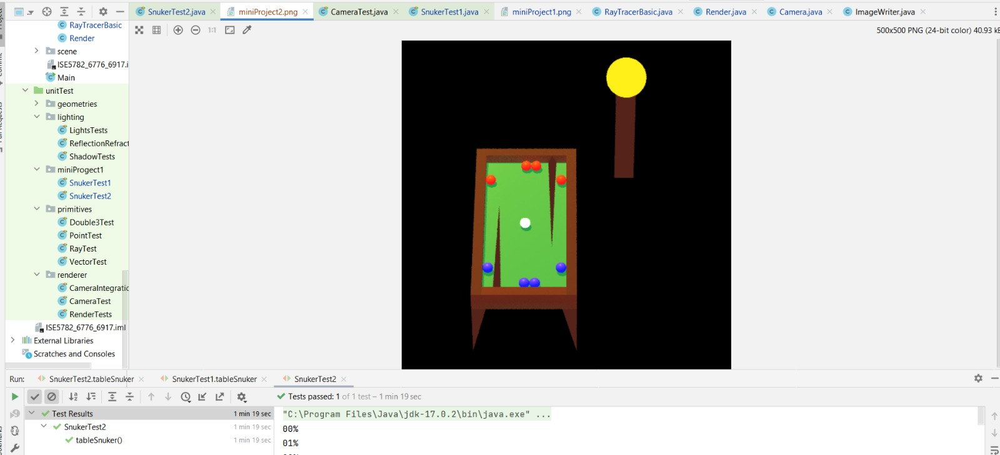 SnukerTest2.java
miniProject2.png
CameraTest.java
SnukerTest1.java
miniProject1.png
RayTracerBasic.java
Render.java
Camera.java
ImageWriter.java
1:1
500x500 PNG (24-bit color) 40.93 kB
RayTracerBasic
Render
scene
ISE5782_6776_6917.i
Main
unitTest
geometries
lighting
LightsTests
ReflectionRefract
ShadowTests
miniProgect1
SnukerTest1
SnukerTest2
primitives
Double3Test
PointTest
RayTest
VectorTest
renderer
CameraIntegratic
CameraTest
RenderTests
ISE5782_6776_6917.iml
External Libraries
Scratches and Consoles
Run:
SnukerTest2.tableSnuker
SnukerTest1.tableSnuker
SnukerTest2
Tests passed: 1 of 1 test – 1 min 19 sec
Test Results 1 min 19 sec
SnukerTest2 1 min 19 sec
tableSnuker() 1 min 19 sec
"C:\Program Files\Java\jdk-17.0.2\bin\java.exe" ...
00%
01%